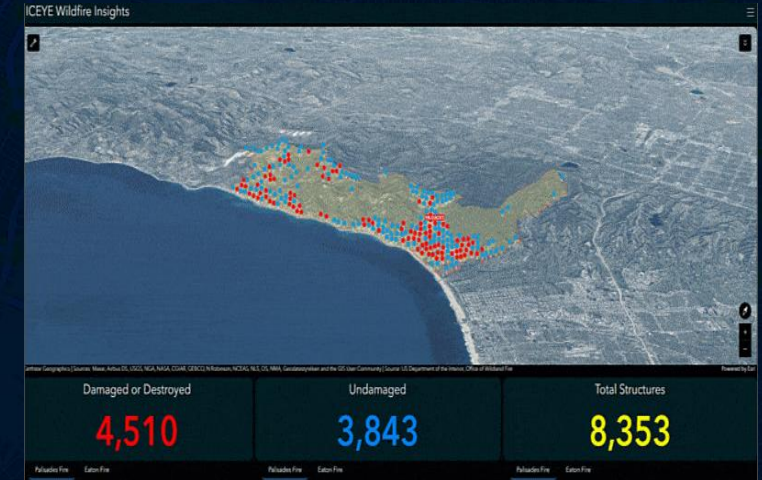 ICEYE Wildfire Insights
PALISADES
Powered by Esri
Damaged or Destroyed
Undamaged
Total Structures
4,510
3,843
8,353
Palisades Fire Eaton Fire
Palisades Fire Eaton Fire
Palisades Fire Eaton Fire